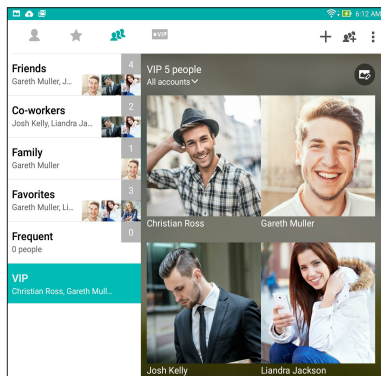 6:12 AM
VIP
Friends
4
Gareth Muller, J...
Co-workers
2
Josh Kelly, Liandra Ja...
Family
1
Gareth Muller
Favorites
3
Gareth Muller, Li...
Frequent
0
0 people
VIP
Christian Ross, Gareth Mull...
VIP 5 people
All accounts
Christian Ross
Gareth Muller
Josh Kelly
Liandra Jackson